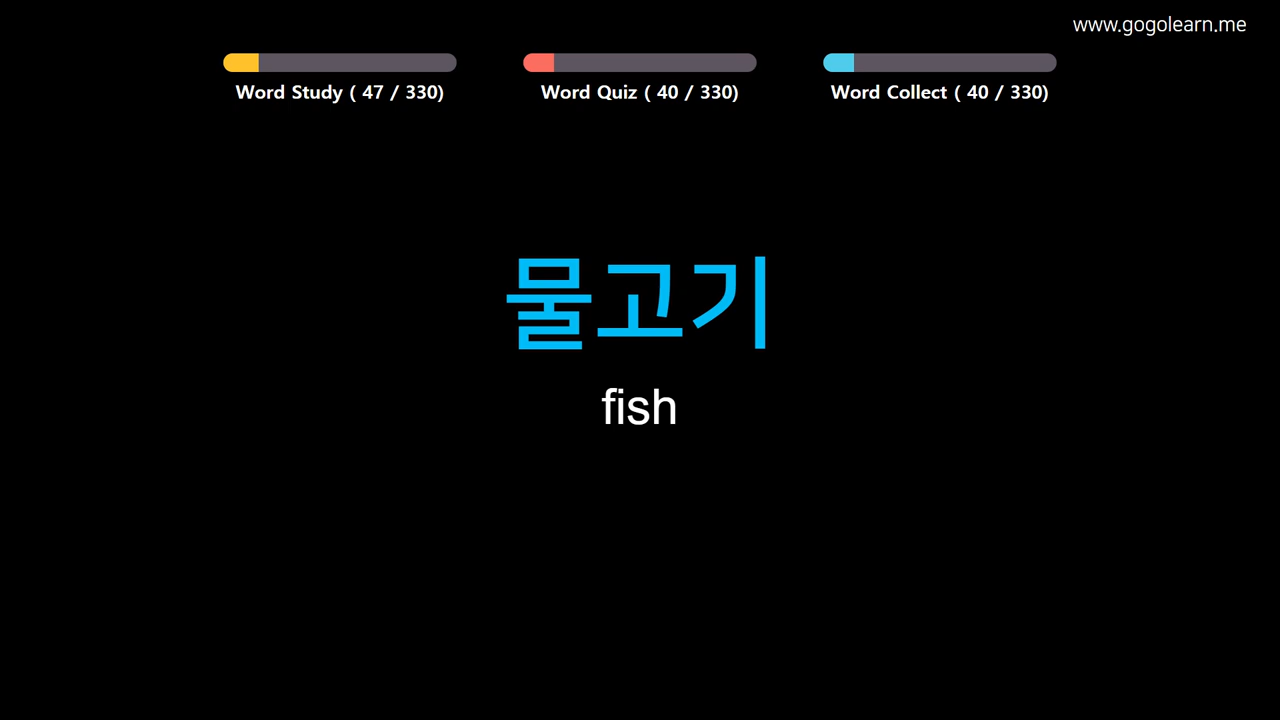 www.gogolearn.me
Word Study ( 47 / 330)
Word Quiz ( 40 / 330)
Word Collect ( 40 / 330)
물고기
fish